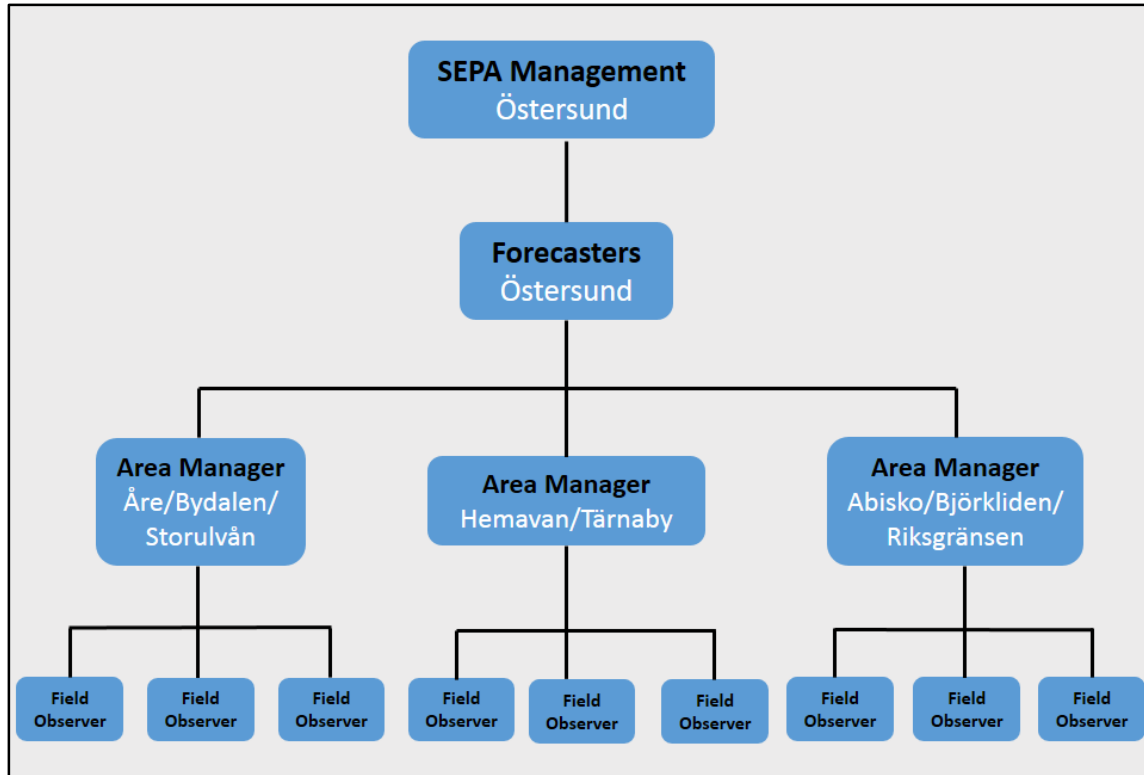 SEPA Management
Östersund
Forecasters
Östersund
Area Manager
Åre/Bydalen/
Storulvån
Area Manager
Hemavan/Tärnaby
Area Manager
Abisko/Björkliden/
Riksgränsen
Field
Observer
Field
Observer
Field
Observer
Field
Observer
Field
Observer
Field
Observer
Field
Observer
Field
Observer
Field
Observer